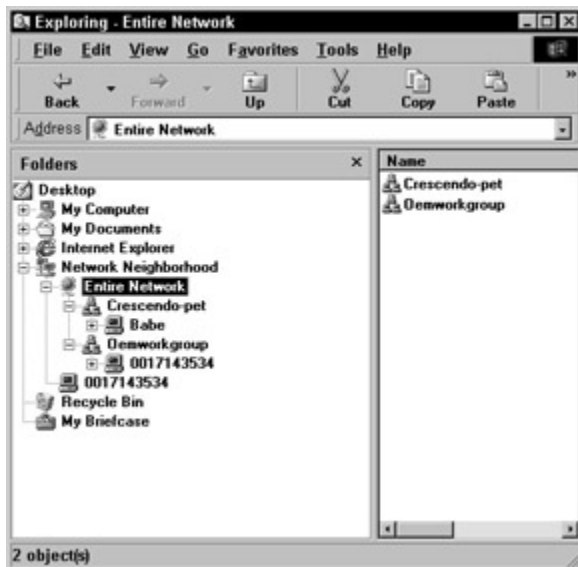 Exploring - Entire Network
File Edit View Go Favorites Tools Help
Back Forward Up Cut Copy Paste »
Address Entire Network
Folders
Name
Desktop
My Computer
My Documents
Internet Explorer
Network Neighborhood
Entire Network
Crescendo-pet
Babe
Oemworkgroup
0017143534
0017143534
Recycle Bin
My Briefcase
Crescendo-pet
Oemworkgroup
2 object(s)